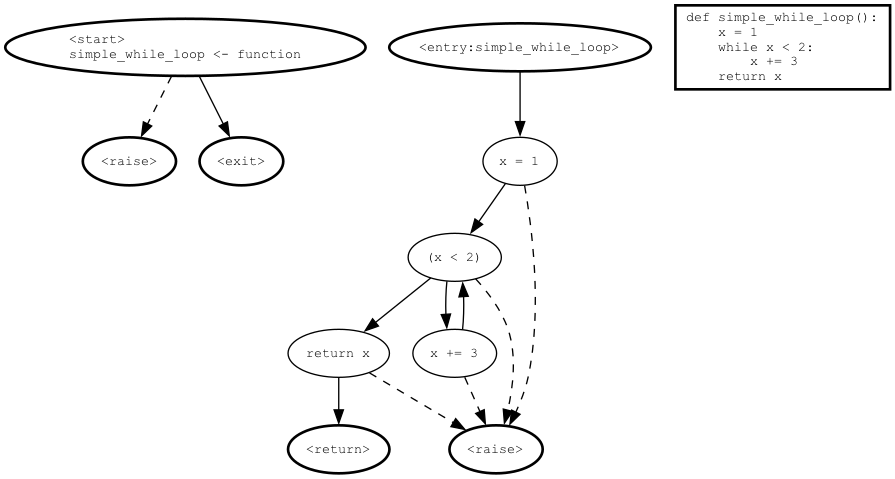 <start>
simple_while_loop <- function
<entry:simple_while_loop>
def simple_while_loop():
    x = 1
    while x < 2:
        x += 3
    return x
<raise>
<exit>
x = 1
(x < 2)
return x
x += 3
<return>
<raise>